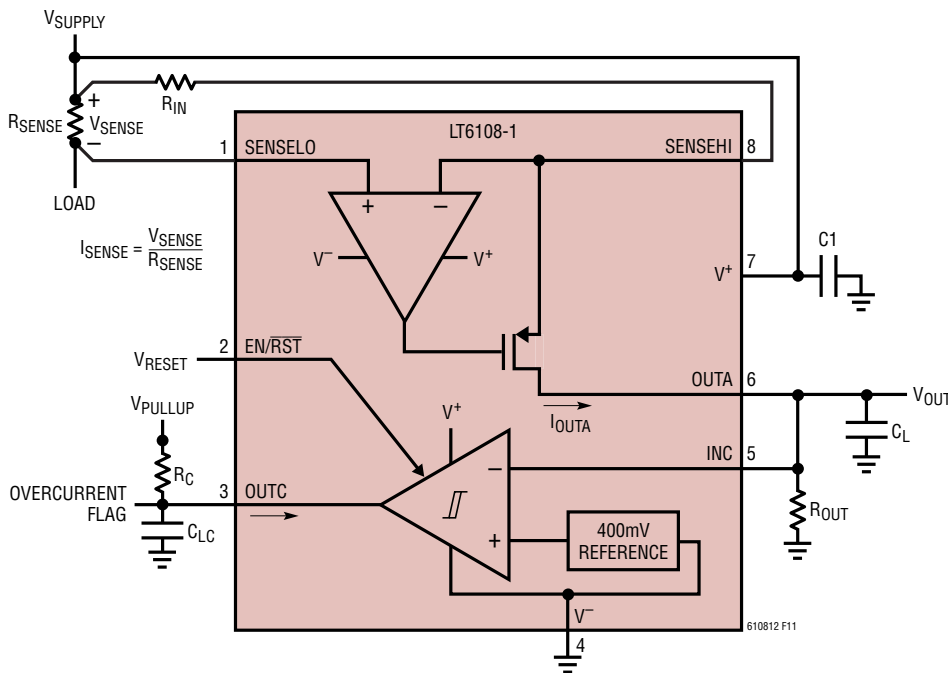 VSUPPLY
RIN
+
RSENSE
VSENSE
−
LOAD
ISENSE = VSENSE
RSENSE
LT6108-1
1
SENSELO
SENSEHI
8
+
−
V−
V+
7
V+
C1
2
EN/RST
VRESET
OUTA
6
VOUT
IOUTA
CL
VPULLUP
V+
INC
5
RC
−
OVERCURRENT
FLAG
3
OUTC
ROUT
CLC
+
400mV
REFERENCE
V−
4
610812 F11